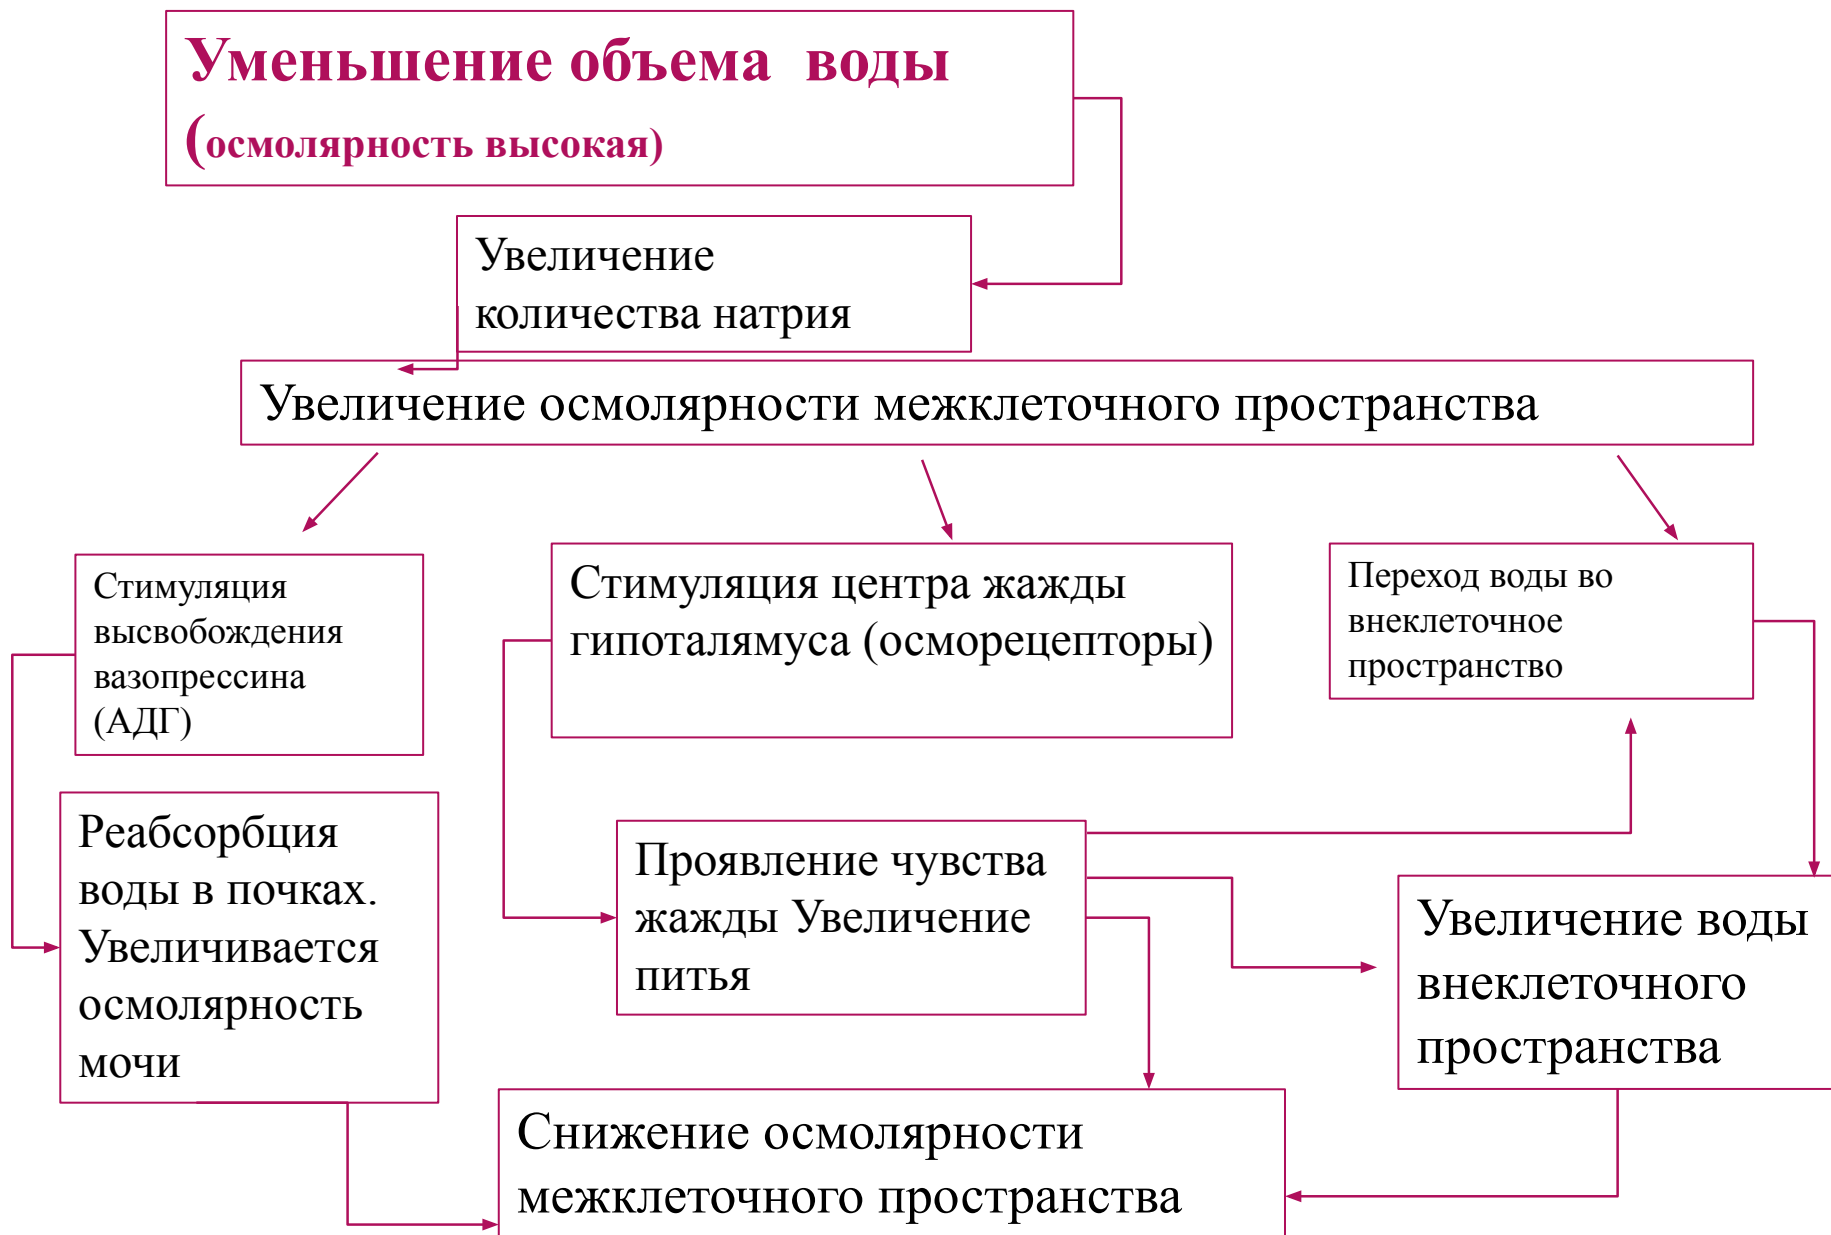 Уменьшение объема  воды
(осмолярность высокая)
Увеличение
количества натрия
Увеличение осмолярности межклеточного пространства
Стимуляция
высвобождения
вазопрессина
(АДГ)
Стимуляция центра жажды
гипоталямуса (осморецепторы)
Переход воды во
внеклеточное
пространство
Реабсорбция
воды в почках.
Увеличивается
осмолярность
мочи
Проявление чувства
жажды Увеличение
питья
Увеличение воды
внеклеточного
пространства
Снижение осмолярности
межклеточного пространства